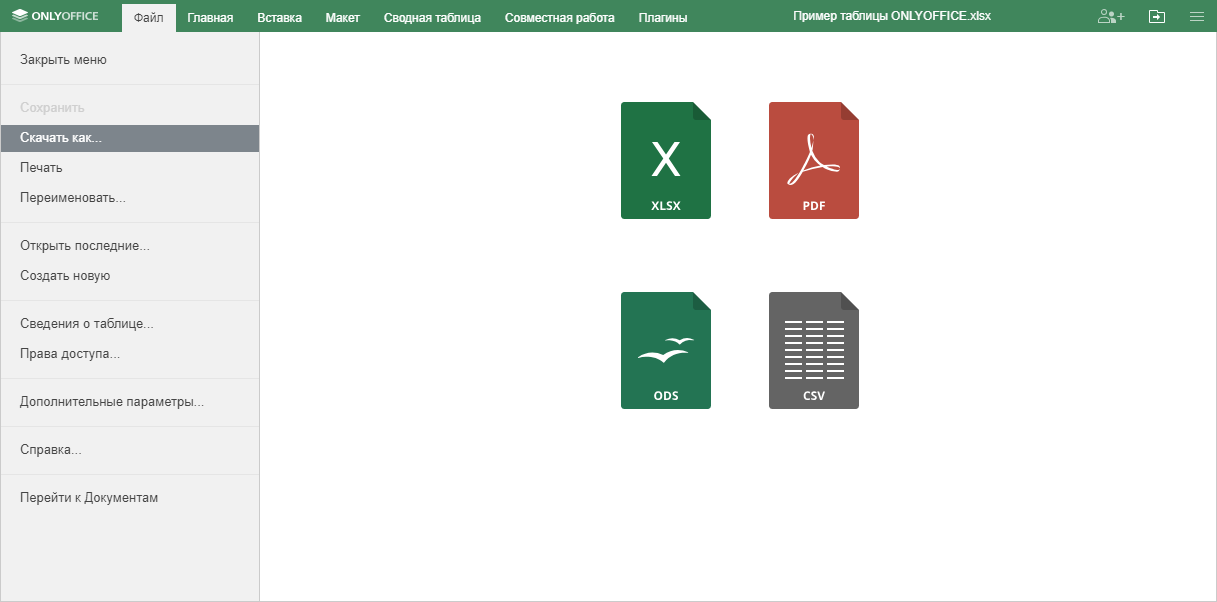 ONLYOFFICE Файл Главная Вставка Макет Сводная таблица Совместная работа Плагины Пример таблицы ONLYOFFICE.xlsx
Закрыть меню
Сохранить
Скачать как...
Печать
Переименовать...
Открыть последние...
Создать новую
Сведения о таблице...
Права доступа...
Дополнительные параметры...
Справка...
Перейти к Документам
X
XLSX PDF
ODS CSV